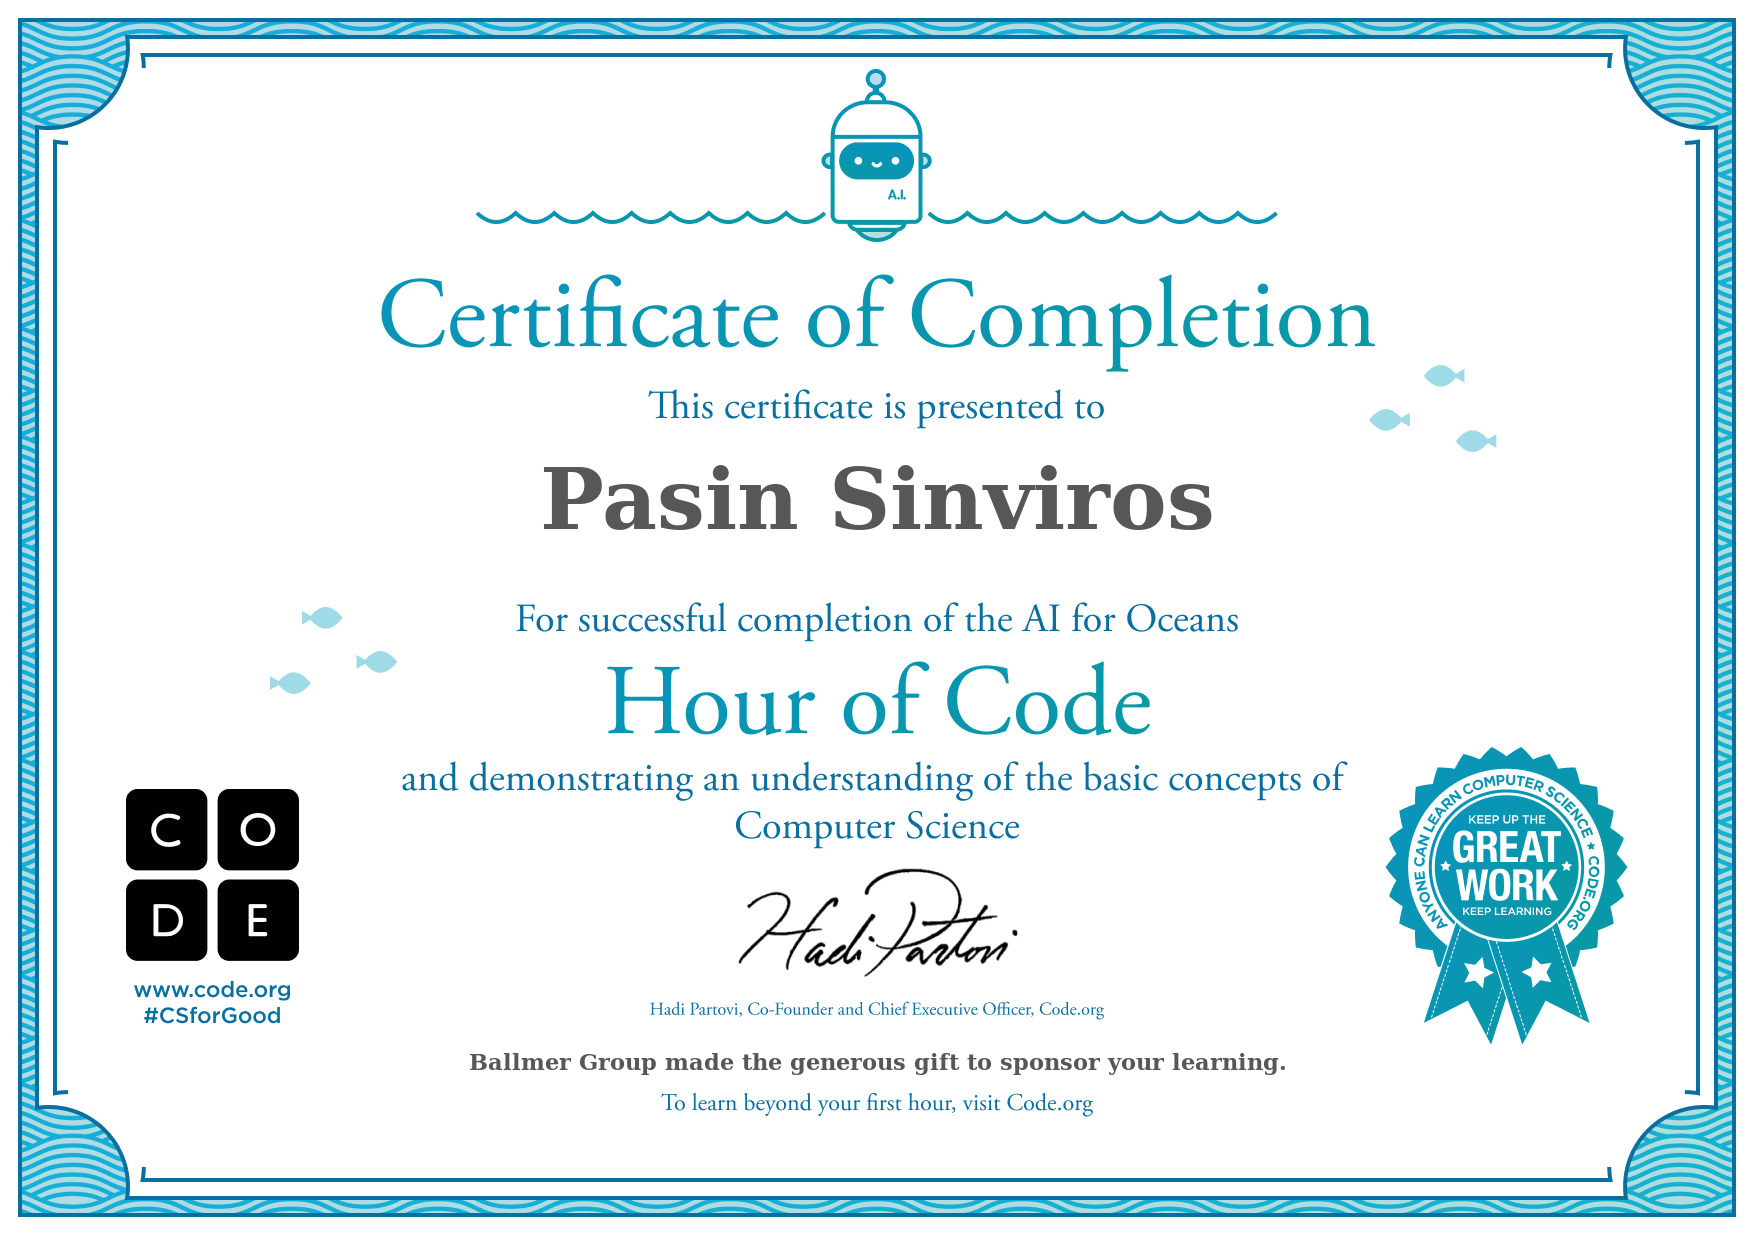 A.I.
Certificate of Completion
This certificate is presented to
Pasin Sinviros
For successful completion of the AI for Oceans
Hour of Code
and demonstrating an understanding of the basic concepts of
Computer Science
C O
D E
www.code.org
#CSforGood
Hadi Partovi
Hadi Partovi, Co-Founder and Chief Executive Officer, Code.org
Ballmer Group made the generous gift to sponsor your learning.
To learn beyond your first hour, visit Code.org
ANYONE CAN LEARN COMPUTER SCIENCE ★ CODE.ORG
KEEP UP THE
GREAT
WORK
KEEP LEARNING